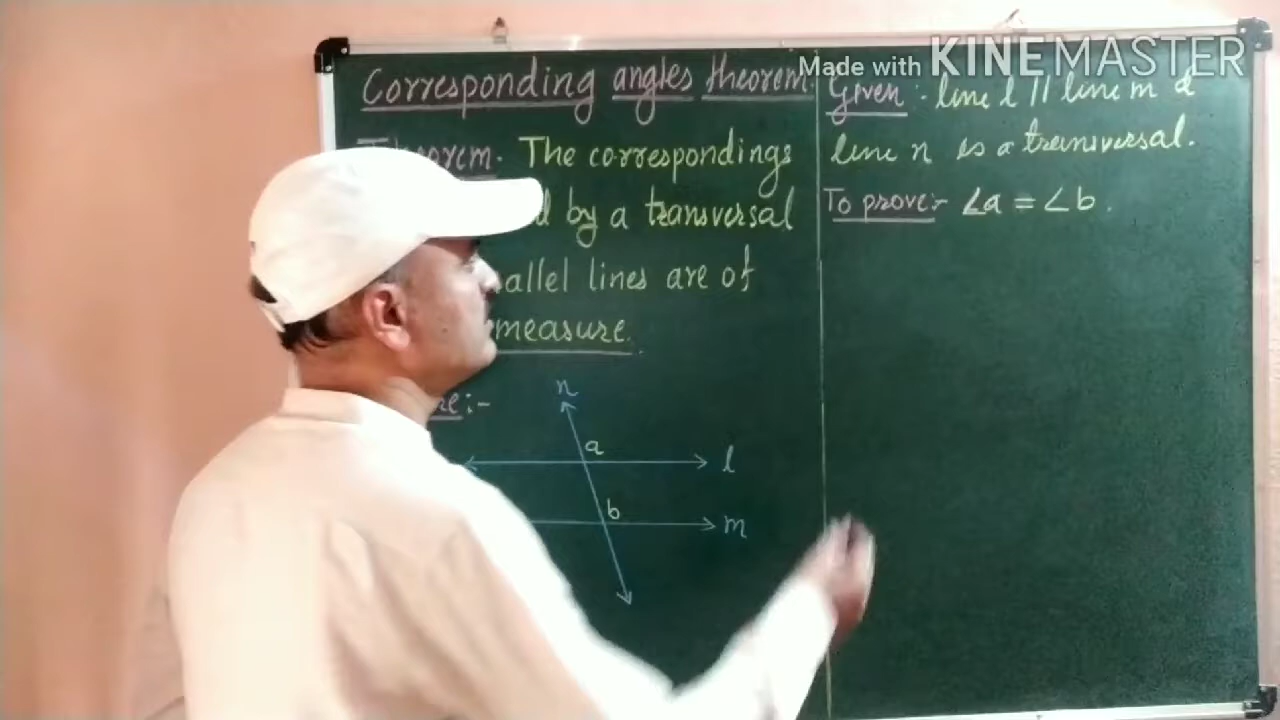 Made with KINEMASTER
Corresponding angles theorem.
The correspondings
by a transversal
lines are of
measure.
:-
n
a
l
b
m
Given :- line l || line m &
line n is a transversal.
To prove:- ∠a = ∠b .